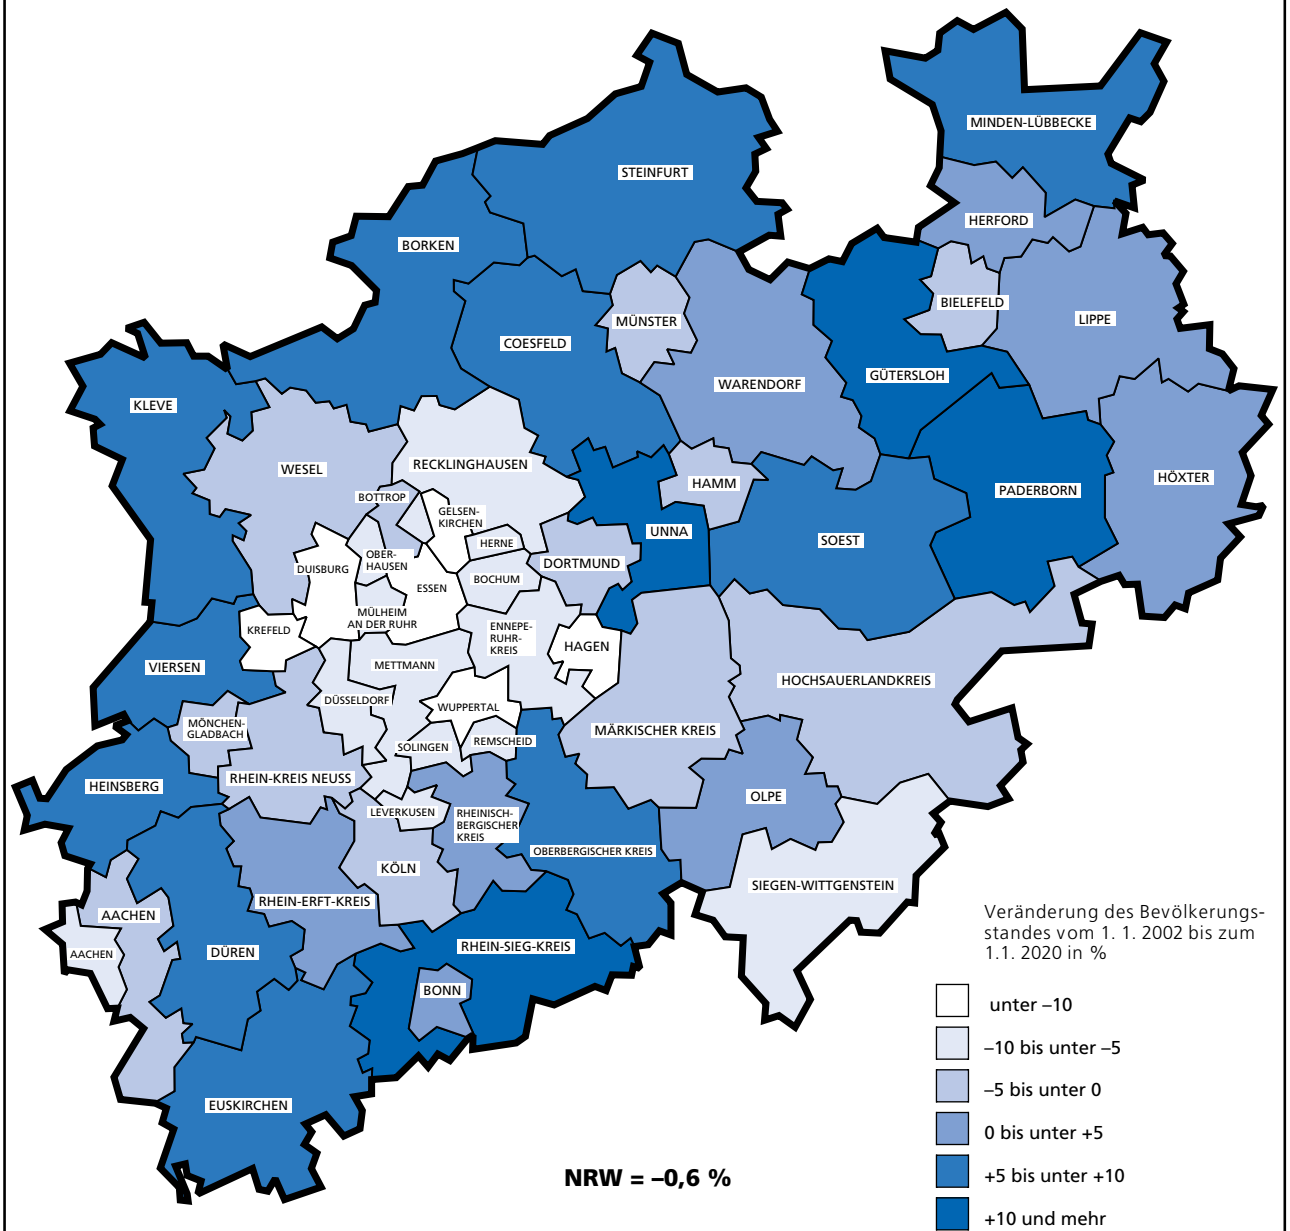 MINDEN-LÜBBECKE
STEINFURT
HERFORD
BORKEN
BIELEFELD
MÜNSTER
LIPPE
COESFELD
GÜTERSLOH
WARENDORF
KLEVE
RECKLINGHAUSEN
WESEL
HÖXTER
HAMM
PADERBORN
BOTTROP
GELSEN-
KIRCHEN
UNNA
SOEST
HERNE
OBER-
HAUSEN
DORTMUND
DUISBURG
BOCHUM
ESSEN
MÜLHEIM
AN DER RUHR
KREFELD
ENNEPE-
RUHR-
KREIS
HAGEN
VIERSEN
METTMANN
HOCHSAUERLANDKREIS
DÜSSELDORF
WUPPERTAL
MÖNCHEN-
GLADBACH
MÄRKISCHER KREIS
REMSCHEID
SOLINGEN
RHEIN-KREIS NEUSS
HEINSBERG
OLPE
LEVERKUSEN
RHEINISCH-
BERGISCHER
KREIS
OBERBERGISCHER KREIS
KÖLN
SIEGEN-WITTGENSTEIN
RHEIN-ERFT-KREIS
AACHEN
RHEIN-SIEG-KREIS
DÜREN
AACHEN
BONN
EUSKIRCHEN
Veränderung des Bevölkerungs-
standes vom 1. 1. 2002 bis zum
1.1. 2020 in %
unter –10
–10 bis unter –5
–5 bis unter 0
0 bis unter +5
+5 bis unter +10
+10 und mehr
NRW = –0,6 %